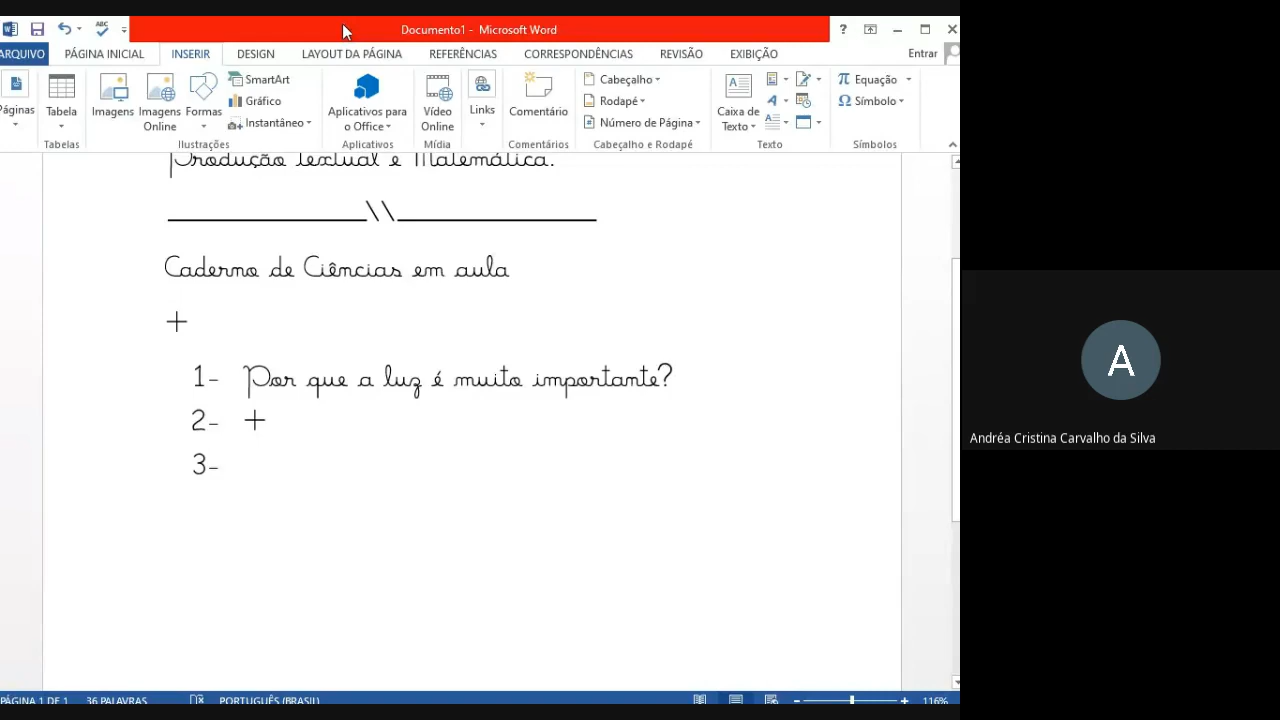 Documento1 - Microsoft Word
ARQUIVO PÁGINA INICIAL INSERIR DESIGN LAYOUT DA PÁGINA REFERÊNCIAS CORRESPONDÊNCIAS REVISÃO EXIBIÇÃO Entrar
Páginas Tabela Imagens Imagens Online Formas SmartArt Gráfico Instantâneo Aplicativos para o Office Vídeo Online Links Comentário Cabeçalho Rodapé Número de Página Caixa de Texto Equação Símbolo
Tabelas Ilustrações Aplicativos Mídia Comentários Cabeçalho e Rodapé Texto Símbolos
Produção textual e Matemática.
____________\\____________
Caderno de Ciências em aula
+
1- Por que a luz é muito importante?
2- +
3-
A
Andréa Cristina Carvalho da Silva
PÁGINA 1 DE 1 36 PALAVRAS PORTUGUÊS (BRASIL) 116%